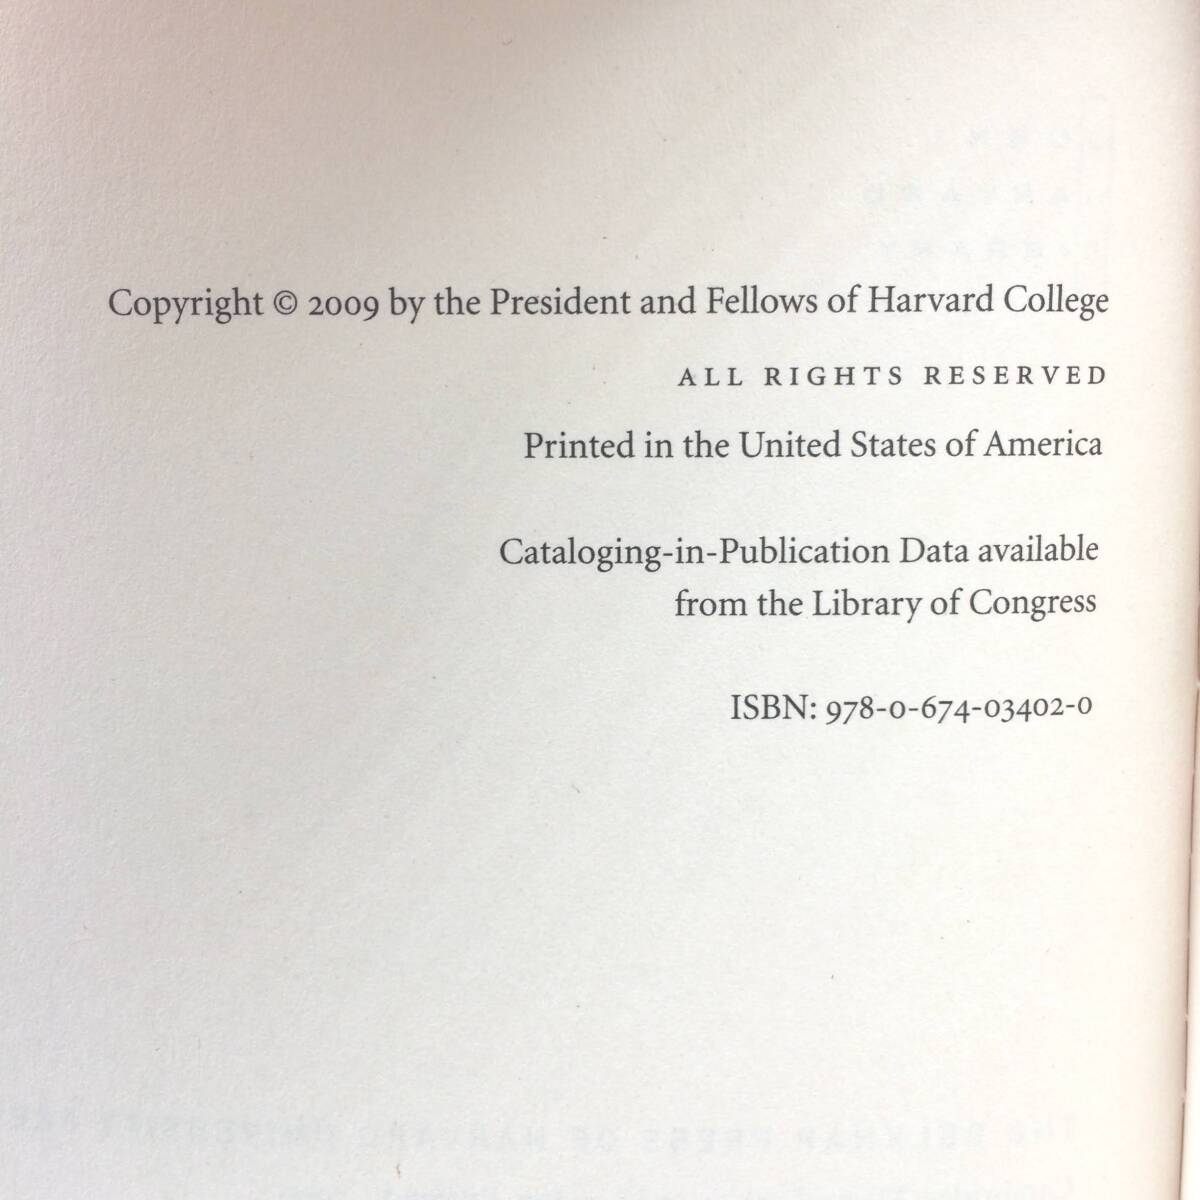 Copyright © 2009 by the President and Fellows of Harvard College
ALL RIGHTS RESERVED
Printed in the United States of America
Cataloging-in-Publication Data available
from the Library of Congress
ISBN: 978-0-674-03402-0